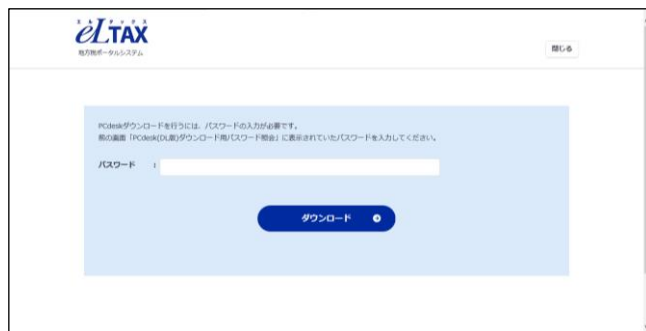 エルタックス
eLTAX
地方税ポータルシステム
閉じる
PCdeskダウンロードを行うには、パスワードの入力が必要です。
前の画面「PCdesk(DL版)ダウンロード用パスワード照会」に表示されていたパスワードを入力してください。
パスワード :
ダウンロード